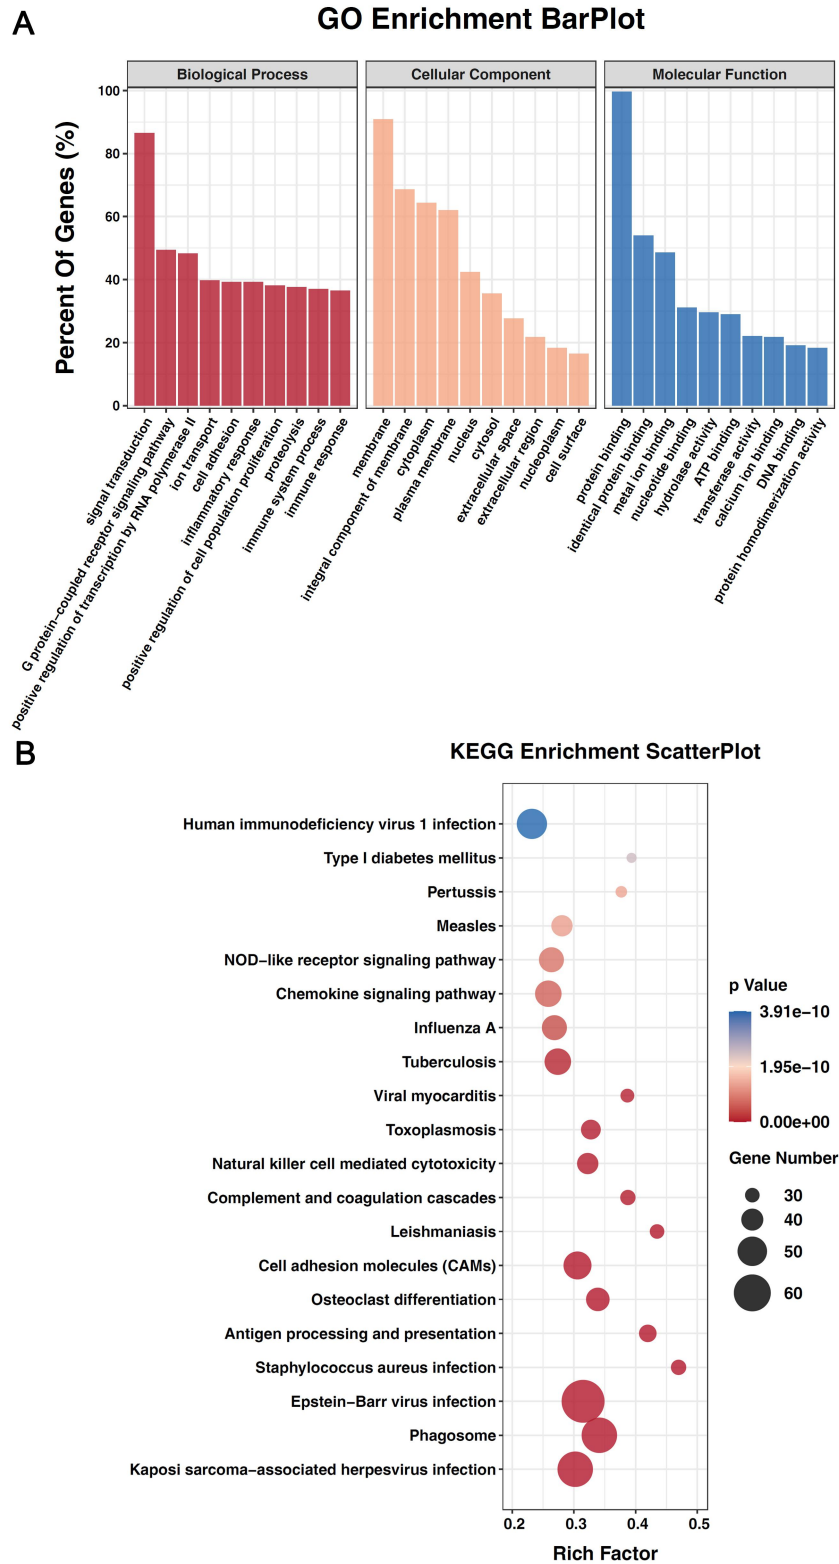 A
GO Enrichment BarPlot
Biological Process
Cellular Component
Molecular Function
Percent Of Genes (%)
100
80
60
40
20
0
signal transduction
G protein−coupled receptor signaling pathway
positive regulation of transcription by RNA polymerase II
ion transport
cell adhesion
inflammatory response
positive regulation of cell population proliferation
proteolysis
immune system process
immune response
membrane
integral component of membrane
cytoplasm
plasma membrane
nucleus
cytosol
extracellular space
extracellular region
nucleoplasm
cell surface
protein binding
identical protein binding
metal ion binding
nucleotide binding
hydrolase activity
ATP binding
transferase activity
calcium ion binding
DNA binding
protein homodimerization activity
B
KEGG Enrichment ScatterPlot
Human immunodeficiency virus 1 infection
Type I diabetes mellitus
Pertussis
Measles
NOD−like receptor signaling pathway
Chemokine signaling pathway
Influenza A
Tuberculosis
Viral myocarditis
Toxoplasmosis
Natural killer cell mediated cytotoxicity
Complement and coagulation cascades
Leishmaniasis
Cell adhesion molecules (CAMs)
Osteoclast differentiation
Antigen processing and presentation
Staphylococcus aureus infection
Epstein−Barr virus infection
Phagosome
Kaposi sarcoma−associated herpesvirus infection
0.2 0.3 0.4 0.5
Rich Factor
p Value
3.91e−10
1.95e−10
0.00e+00
Gene Number
30
40
50
60